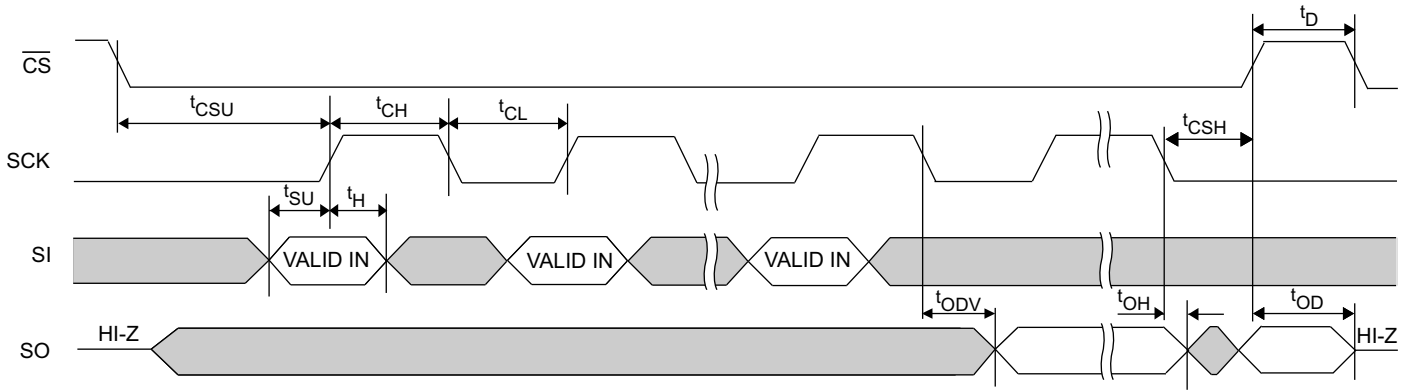 tD
CS
tCSU
tCH
tCL
tCSH
SCK
tSU
tH
SI
VALID IN
VALID IN
VALID IN
tODV
tOH
tOD
HI-Z
HI-Z
SO